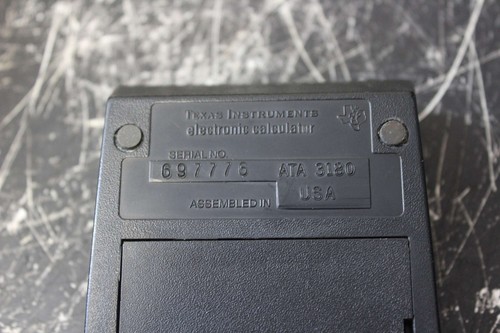 TEXAS INSTRUMENTS
electronic calculator
SERIAL NO.
697776 ATA 3180
ASSEMBLED IN USA